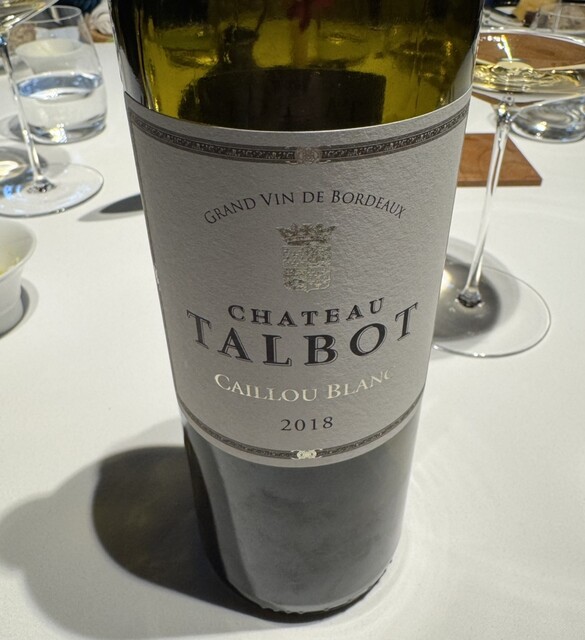 GRAND VIN DE BORDEAUX
CHATEAU
TALBOT
CAILLOU BLANC
2018